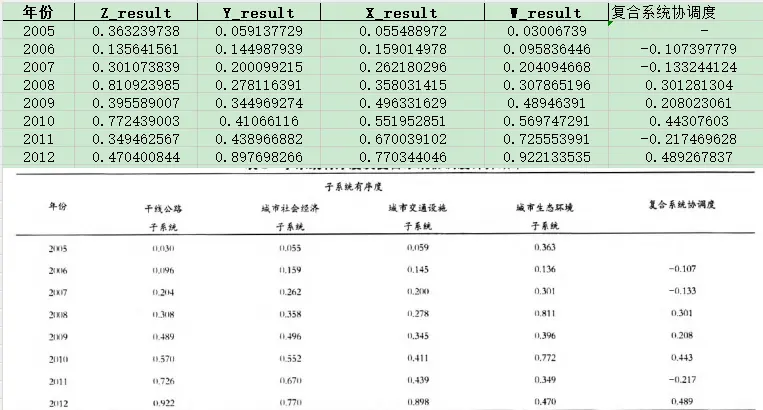 年份 Z_result Y_result X_result W_result 复合系统协调度
2005 0.363239738 0.059137729 0.055488972 0.03006739 -
2006 0.135641561 0.144987939 0.159014978 0.095836446 -0.107397779
2007 0.301073839 0.200099215 0.262180296 0.204094668 -0.133244124
2008 0.810923985 0.278116391 0.358031415 0.307865196 0.301281304
2009 0.395589007 0.344969274 0.496331629 0.48946391 0.208023061
2010 0.772439003 0.41066116 0.551952851 0.569747291 0.44307603
2011 0.349462567 0.438966882 0.670039102 0.725553991 -0.217469628
2012 0.470400844 0.897698266 0.770344046 0.922133535 0.489267837
子系统有序度
年份 干线公路子系统 城市社会经济子系统 城市交通设施子系统 城市生态环境子系统 复合系统协调度
2005 0.030 0.055 0.059 0.363
2006 0.096 0.159 0.145 0.136 -0.107
2007 0.204 0.262 0.200 0.301 -0.133
2008 0.308 0.358 0.278 0.811 0.301
2009 0.489 0.496 0.345 0.396 0.208
2010 0.570 0.552 0.411 0.772 0.443
2011 0.726 0.670 0.439 0.349 -0.217
2012 0.922 0.770 0.898 0.470 0.489